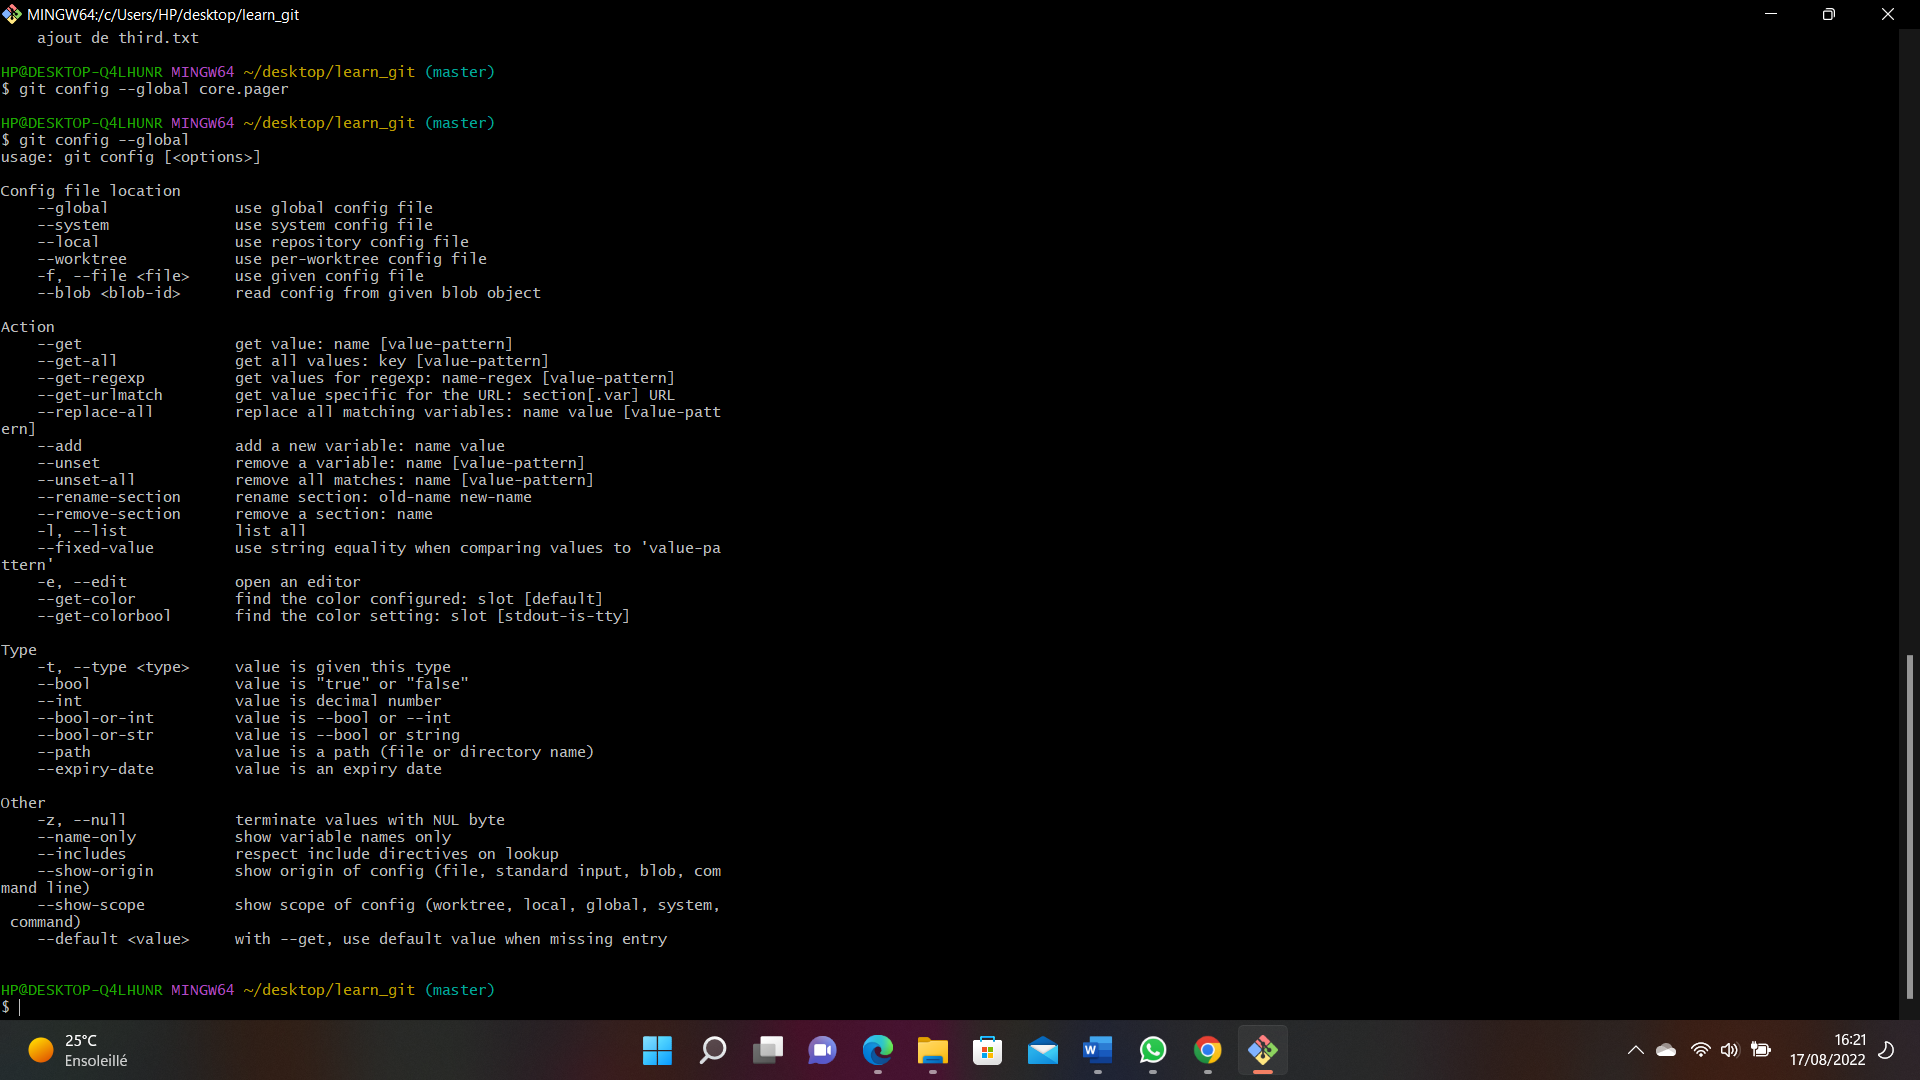 MINGW64:/c/Users/HP/desktop/learn_git
    ajout de third.txt
HP@DESKTOP-Q4LHUNR MINGW64 ~/desktop/learn_git (master)
$ git config --global core.pager
HP@DESKTOP-Q4LHUNR MINGW64 ~/desktop/learn_git (master)
$ git config --global
usage: git config [<options>]
Config file location
    --global              use global config file
    --system              use system config file
    --local               use repository config file
    --worktree            use per-worktree config file
    -f, --file <file>     use given config file
    --blob <blob-id>      read config from given blob object
Action
    --get                 get value: name [value-pattern]
    --get-all             get all values: key [value-pattern]
    --get-regexp          get values for regexp: name-regex [value-pattern]
    --get-urlmatch        get value specific for the URL: section[.var] URL
    --replace-all         replace all matching variables: name value [value-patt
ern]
    --add                 add a new variable: name value
    --unset               remove a variable: name [value-pattern]
    --unset-all           remove all matches: name [value-pattern]
    --rename-section      rename section: old-name new-name
    --remove-section      remove a section: name
    -l, --list            list all
    --fixed-value         use string equality when comparing values to 'value-pa
ttern'
    -e, --edit            open an editor
    --get-color           find the color configured: slot [default]
    --get-colorbool       find the color setting: slot [stdout-is-tty]
Type
    -t, --type <type>     value is given this type
    --bool                value is "true" or "false"
    --int                 value is decimal number
    --bool-or-int         value is --bool or --int
    --bool-or-str         value is --bool or string
    --path                value is a path (file or directory name)
    --expiry-date         value is an expiry date
Other
    -z, --null            terminate values with NUL byte
    --name-only           show variable names only
    --includes            respect include directives on lookup
    --show-origin         show origin of config (file, standard input, blob, com
mand line)
    --show-scope          show scope of config (worktree, local, global, system,
 command)
    --default <value>     with --get, use default value when missing entry
HP@DESKTOP-Q4LHUNR MINGW64 ~/desktop/learn_git (master)
$
25°C
Ensoleillé
W
16:21
17/08/2022